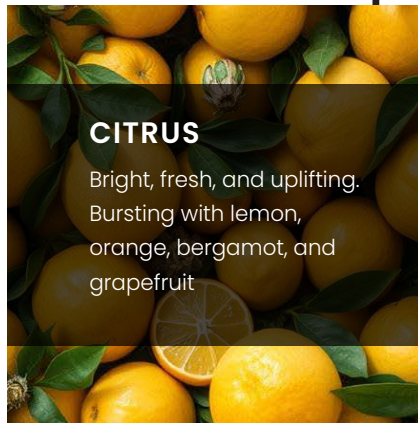 CITRUS
Bright, fresh, and uplifting.
Bursting with lemon,
orange, bergamot, and
grapefruit